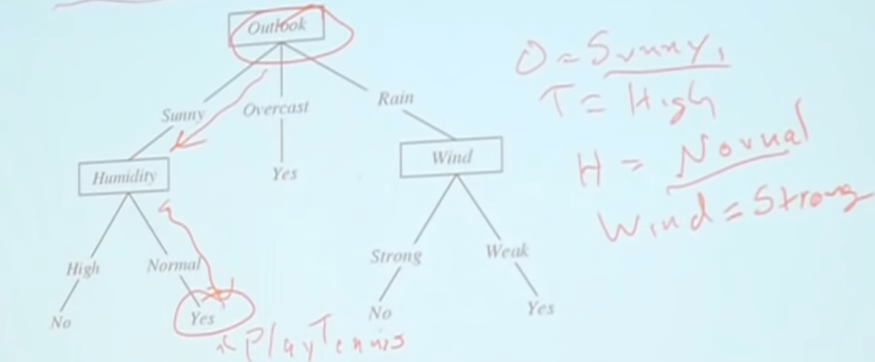 Outlook
Sunny Overcast Rain
Humidity Yes Wind
High Normal Strong Weak
No Yes No Yes
PlayTennis
O = Sunny,
T = High
H = Normal
Wind = Strong